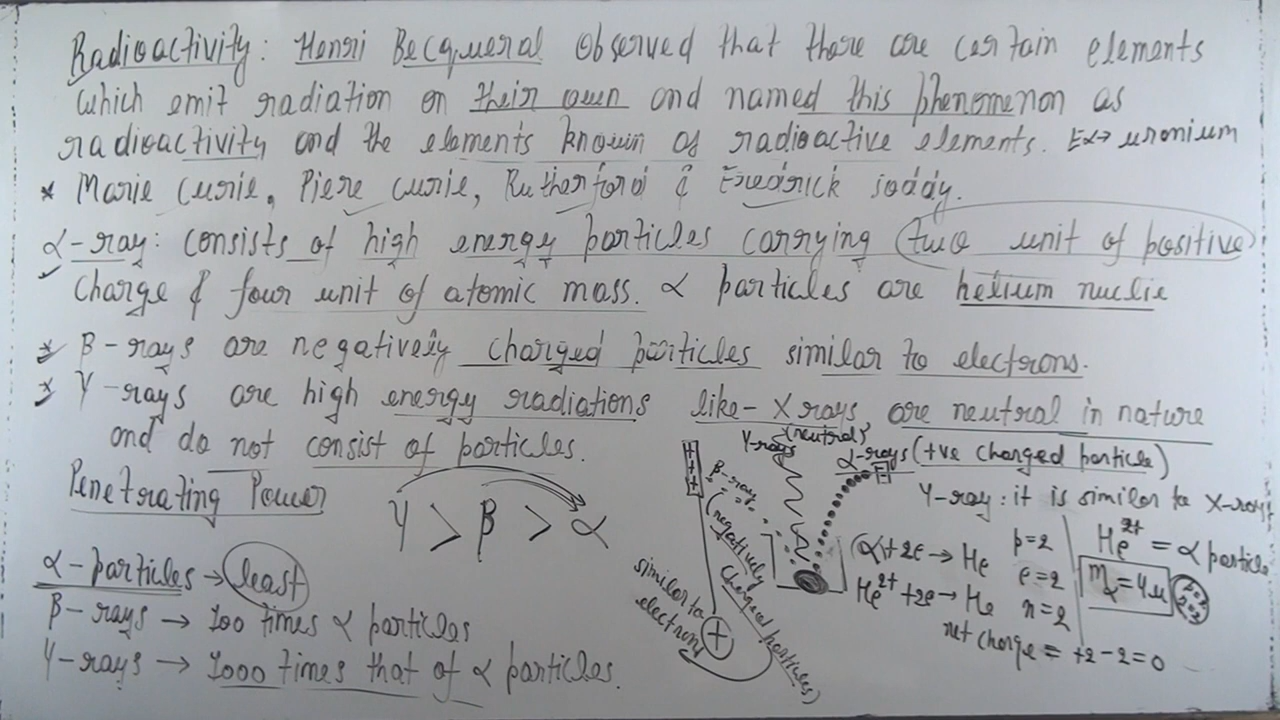 Radioactivity: Henri Becqueral observed that there are certain elements
which emit radiation on their own and named this phenomenon as
radioactivity and the elements known of radioactive elements. Ex→ uranium
* Marie Curie, Piere Curie, Rutherford & Fredrick soddy.
α-ray: consists of high energy particles carrying two unit of positive
charge & four unit of atomic mass. α particles are helium nuclie
* β-rays are negatively charged particles similar to electrons.
* γ-rays are high energy radiations like- X rays are neutral in nature
and do not consist of particles.
Penetrating Power
γ > β > α
α-particles → least
β-rays → 100 times α particles
γ-rays → 1000 times that of α particles.
+++
β-ray
(negatively charged particles)
similar to electron
+
γ-rays (neutral)
α-rays (+ve charged particle)
-
γ-ray: it is similar to X-rays
α+2e → He
He²⁺+2e → He
p=2
e=2
n=2
net charge = +2-2=0
He²⁺ = α particle
mα = 4u